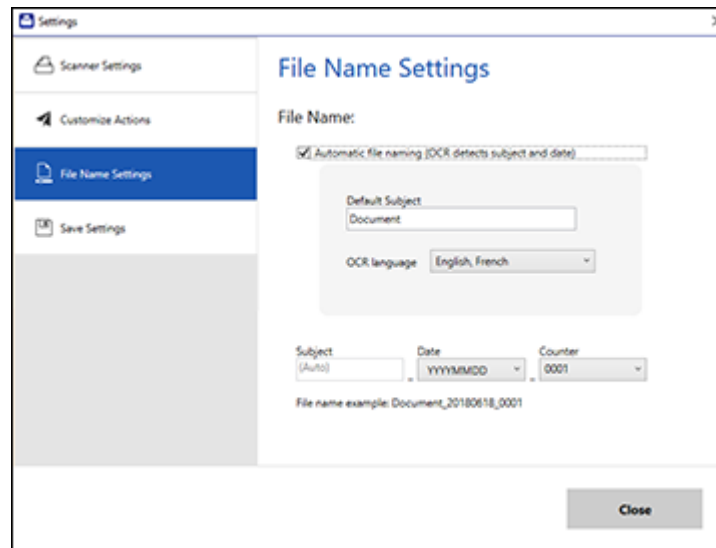 Settings
Scanner Settings
Customize Actions
File Name Settings
Save Settings
File Name Settings
File Name:
Automatic file naming (OCR detects subject and date)
Default Subject
Document
OCR language English, French
Subject Date Counter
(Auto) _ YYYYMMDD _ 0001
File name example: Document_20180618_0001
Close